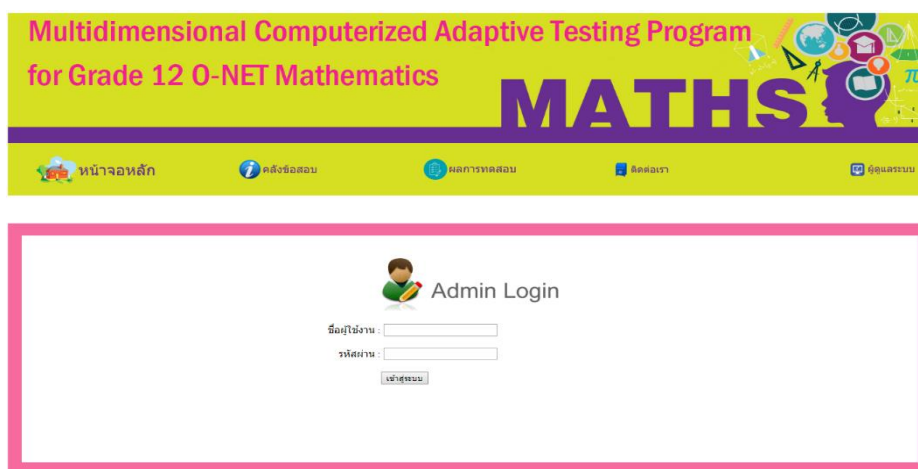 Multidimensional Computerized Adaptive Testing Program
for Grade 12 O-NET Mathematics
MATHS
หน้าจอหลัก คลังข้อสอบ ผลการทดสอบ ติดต่อเรา ผู้ดูแลระบบ
Admin Login
ชื่อผู้ใช้งาน :
รหัสผ่าน :
เข้าสู่ระบบ